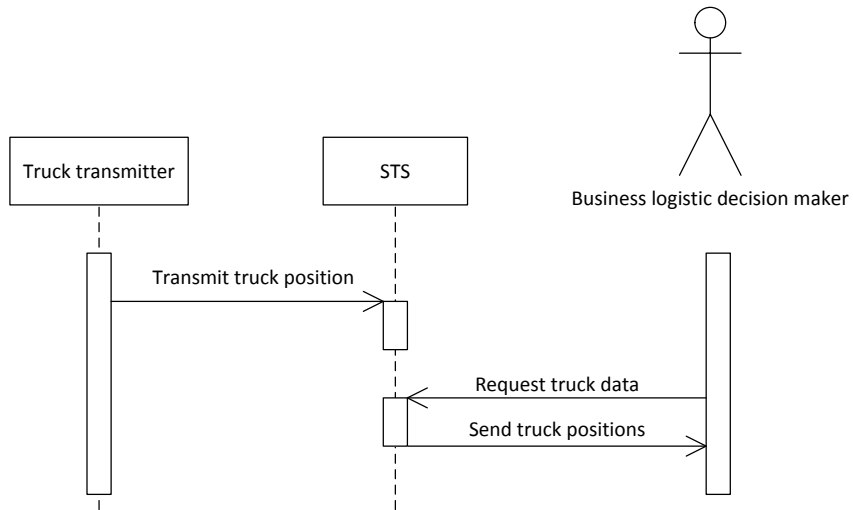 Truck transmitter
STS
Business logistic decision maker
Transmit truck position
Request truck data
Send truck positions